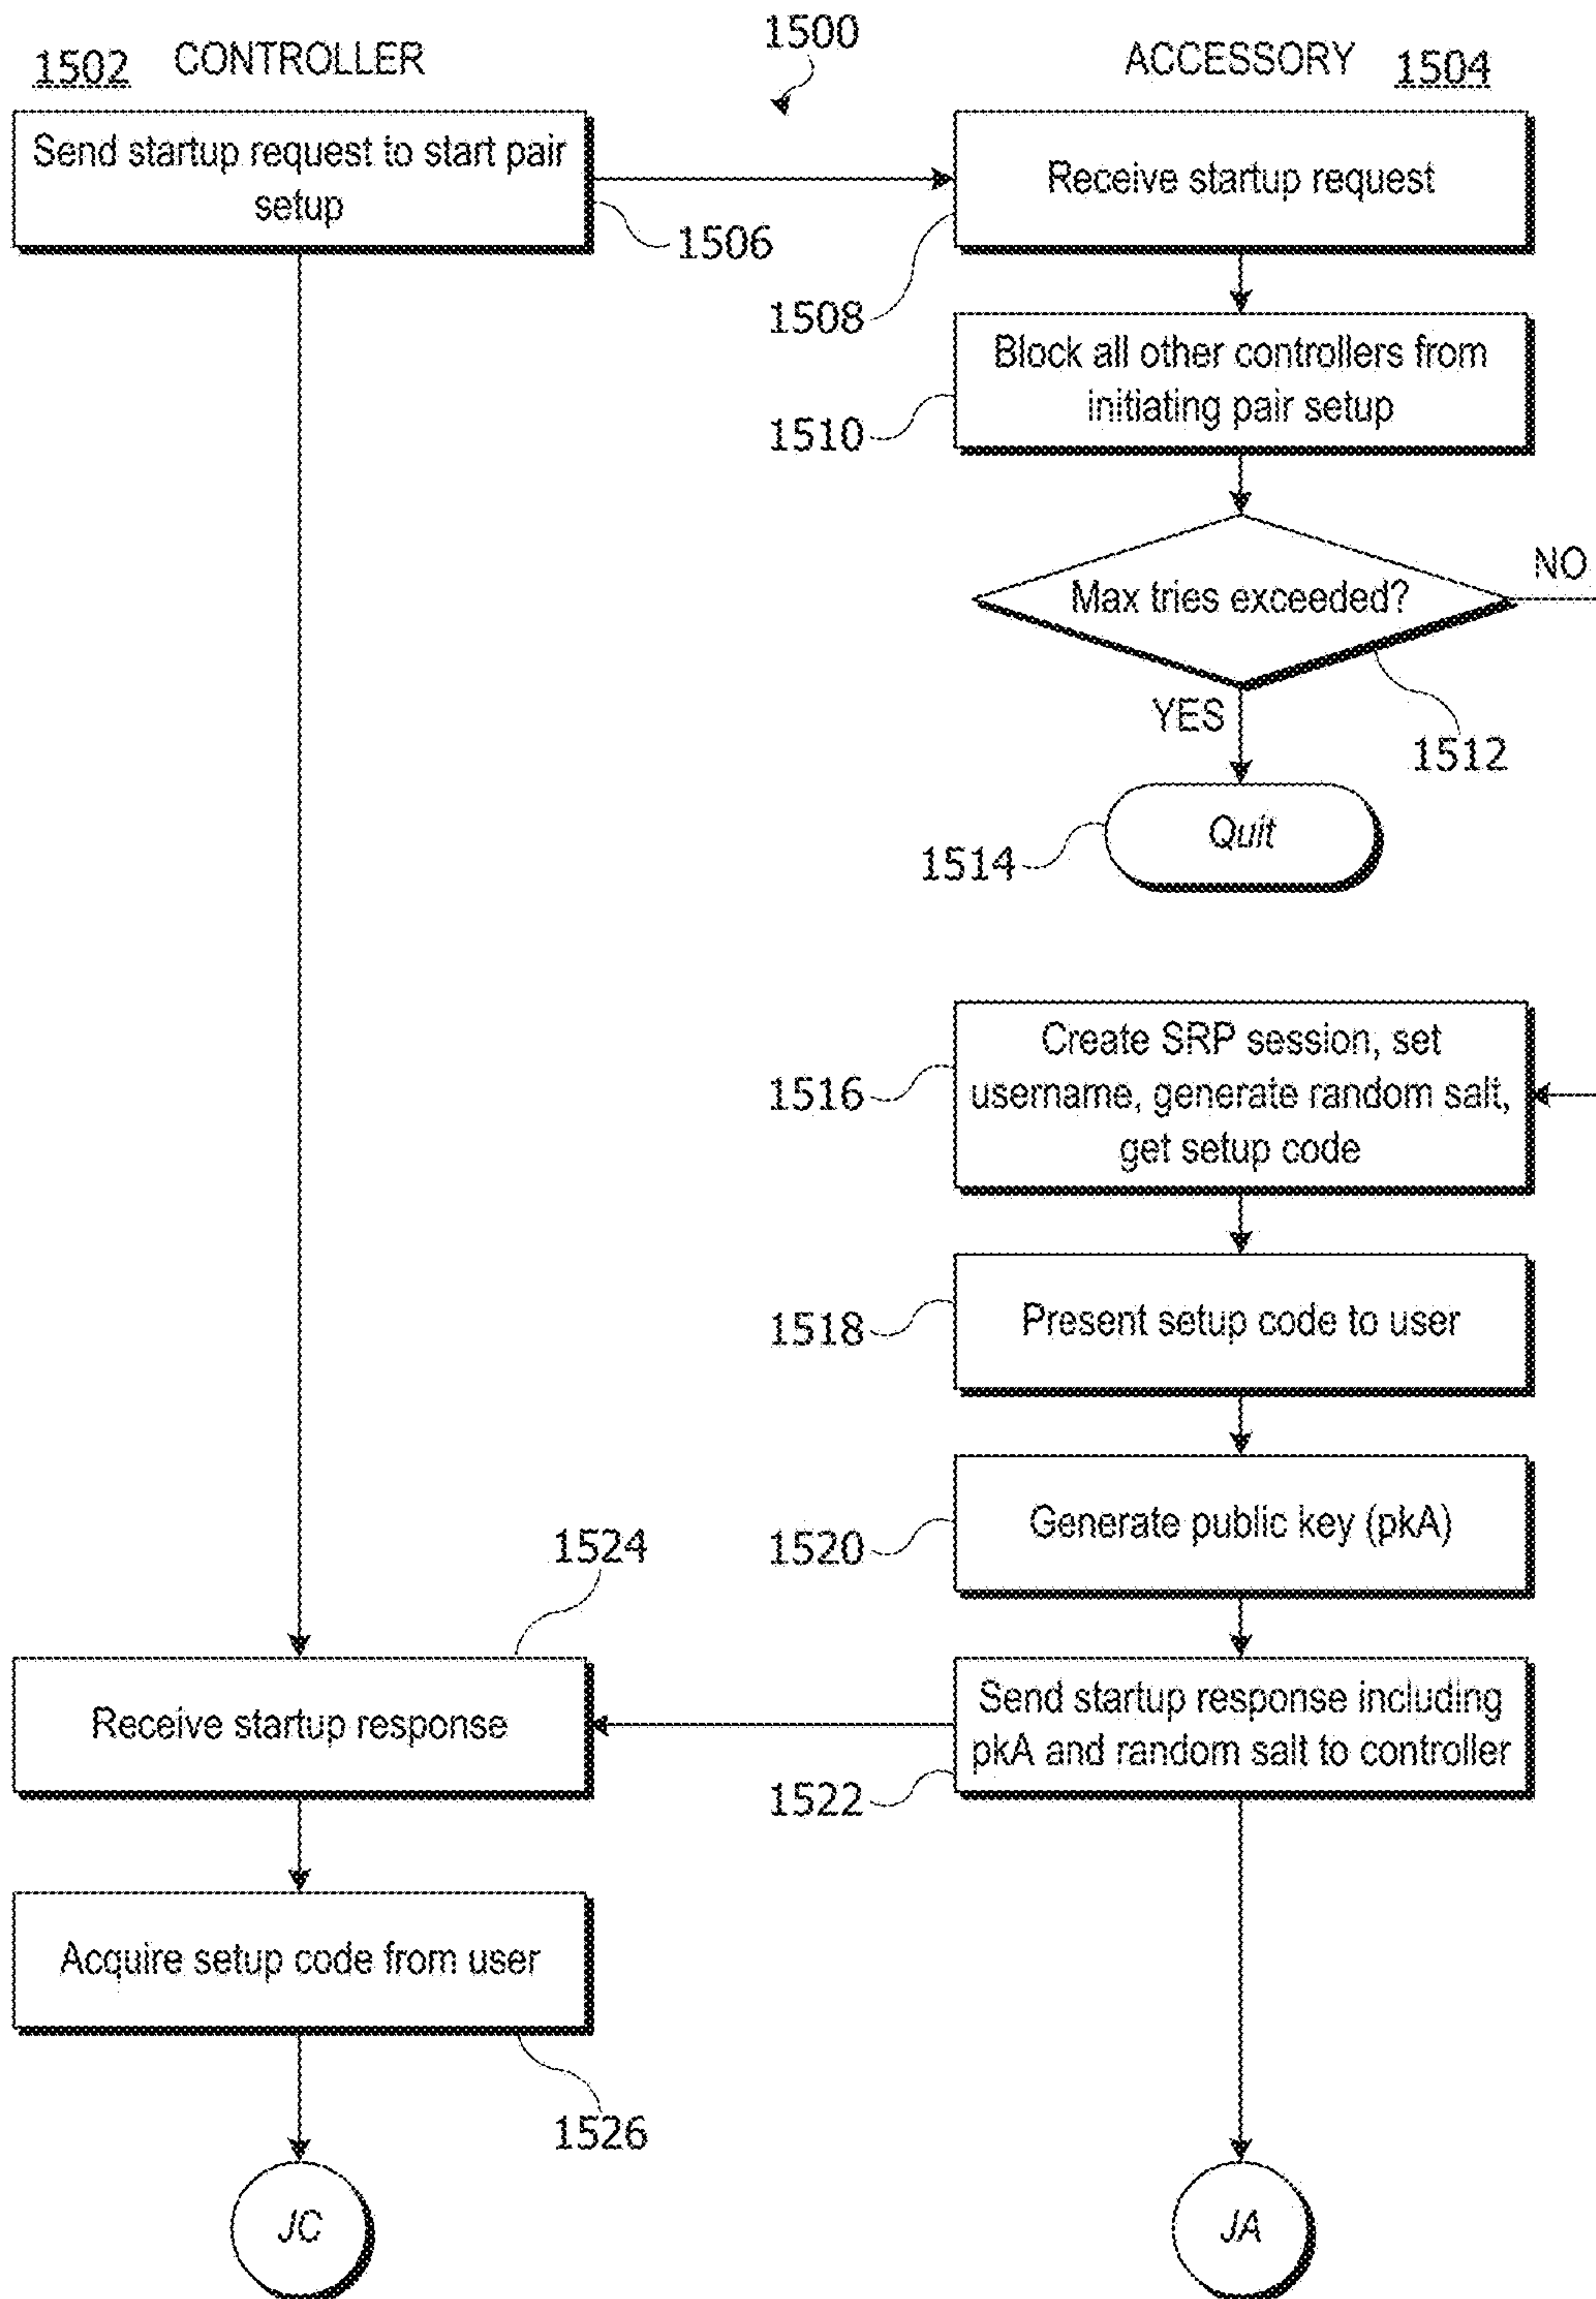 1500
1502 CONTROLLER
ACCESSORY 1504
Send startup request to start pair
setup
1506
Receive startup request
1508
Block all other controllers from
initiating pair setup
1510
Max tries exceeded?
NO
YES
1512
Quit
1514
Create SRP session, set
username, generate random salt,
get setup code
1516
Present setup code to user
1518
Generate public key (pkA)
1520
1524
Receive startup response
Send startup response including
pkA and random salt to controller
1522
Acquire setup code from user
1526
JC
JA